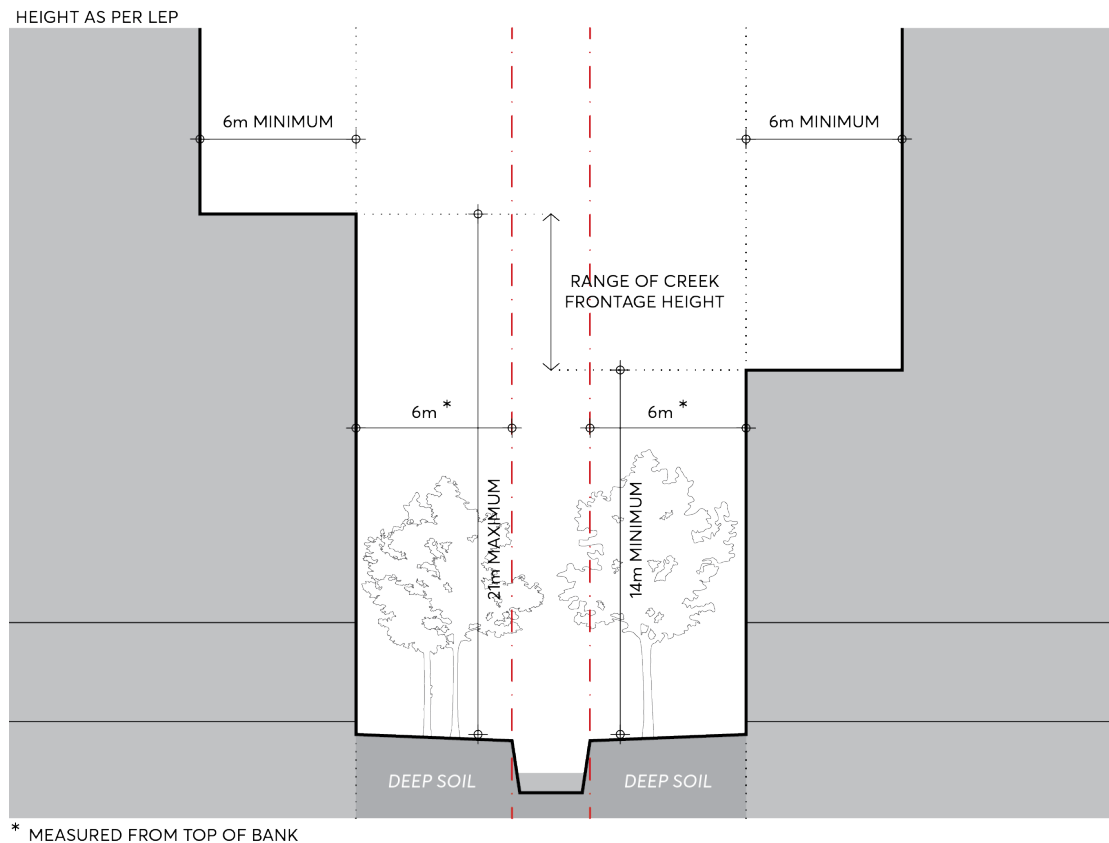 HEIGHT AS PER LEP
6m MINIMUM
6m MINIMUM
RANGE OF CREEK
FRONTAGE HEIGHT
6m *
6m *
21m MAXIMUM
14m MINIMUM
DEEP SOIL
DEEP SOIL
* MEASURED FROM TOP OF BANK